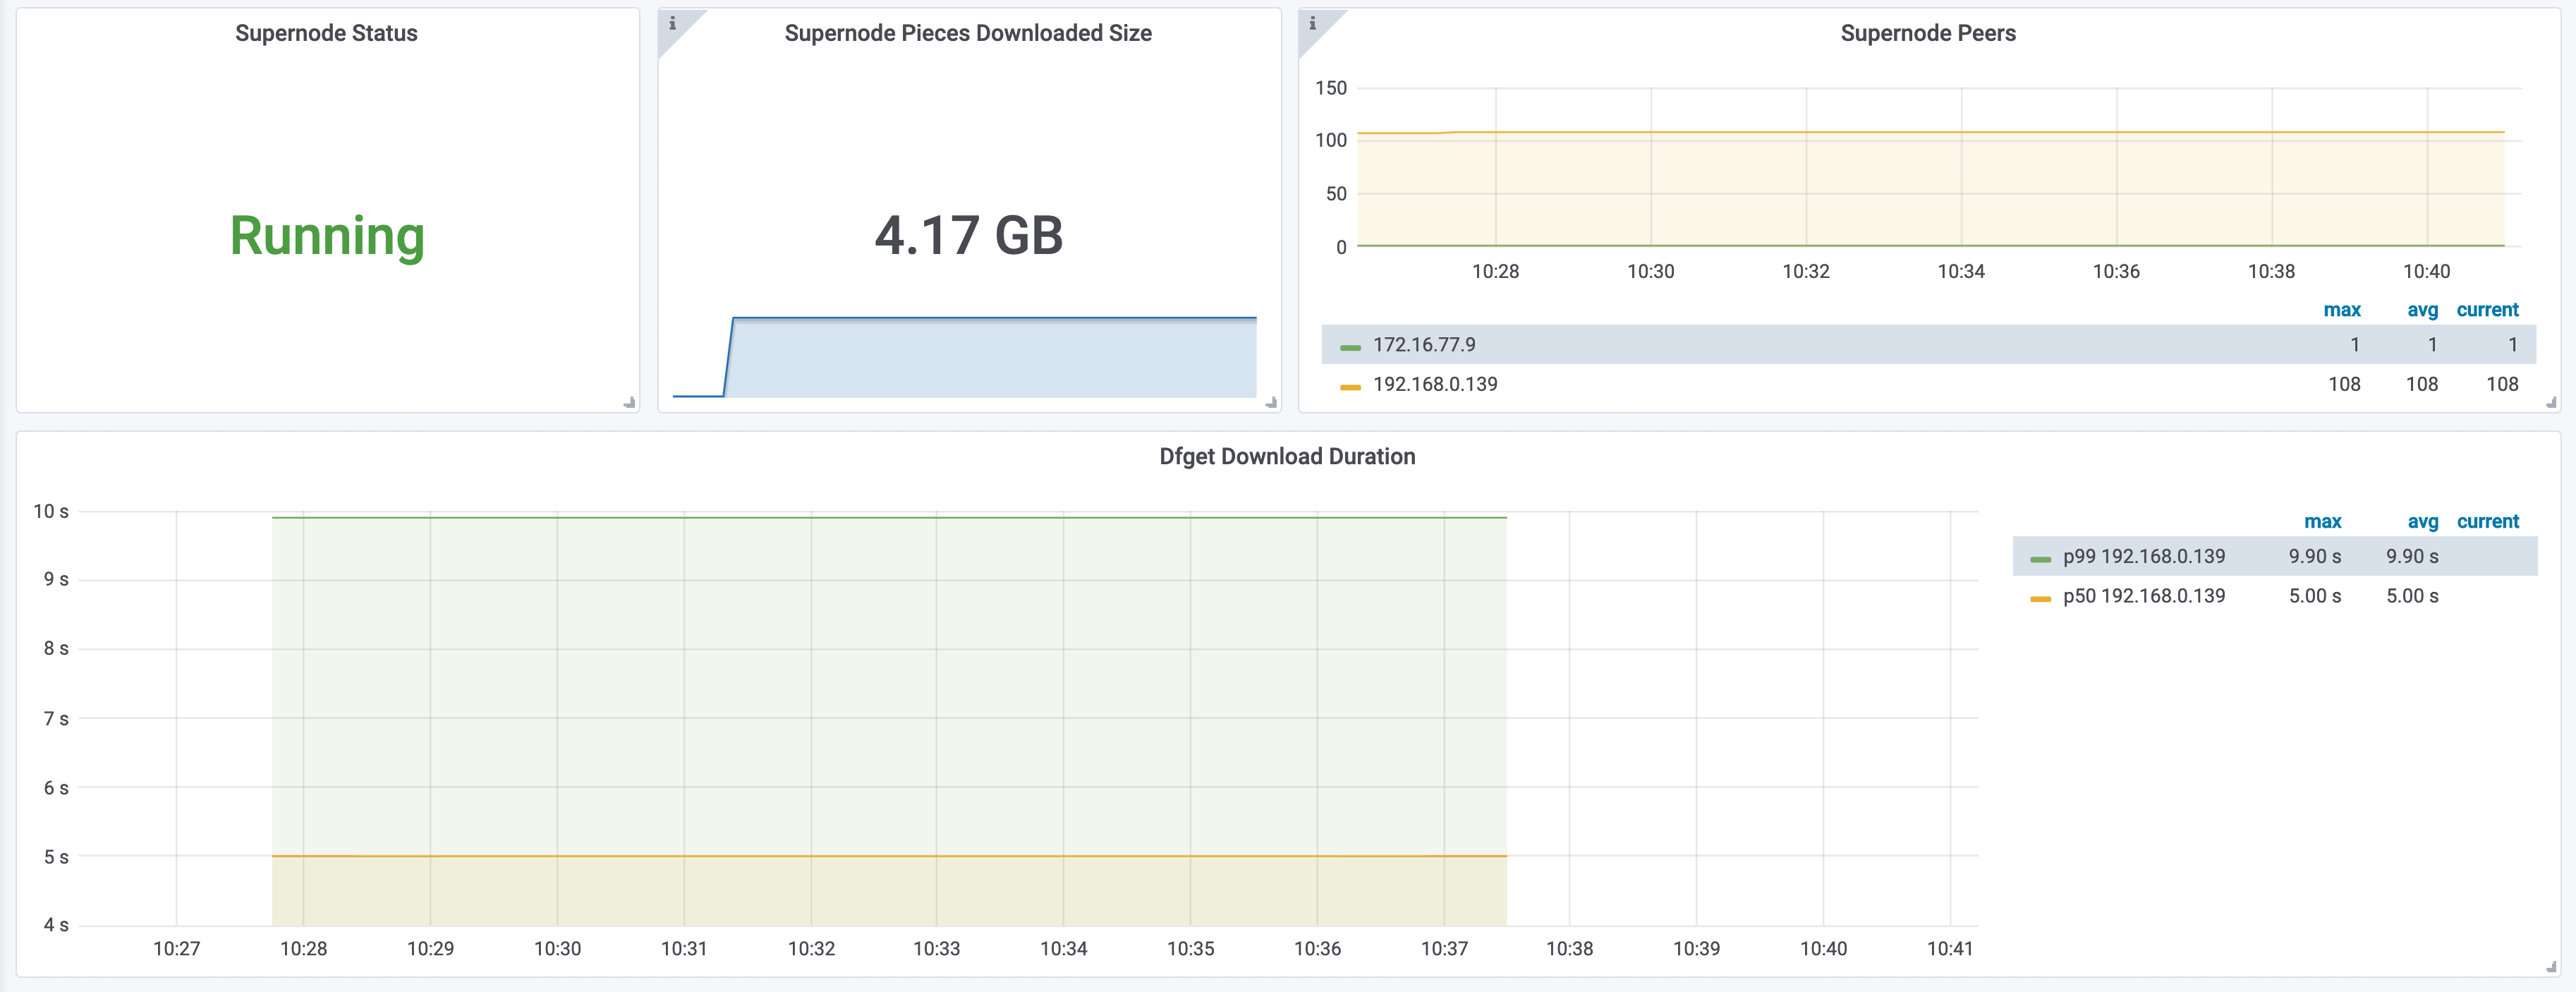 Supernode Status
Running
i
Supernode Pieces Downloaded Size
4.17 GB
i
Supernode Peers
150
100
50
0
10:28 10:30 10:32 10:34 10:36 10:38 10:40
max avg current
172.16.77.9 1 1 1
192.168.0.139 108 108 108
Dfget Download Duration
10 s
9 s
8 s
7 s
6 s
5 s
4 s
10:27 10:28 10:29 10:30 10:31 10:32 10:33 10:34 10:35 10:36 10:37 10:38 10:39 10:40 10:41
max avg current
p99 192.168.0.139 9.90 s 9.90 s
p50 192.168.0.139 5.00 s 5.00 s